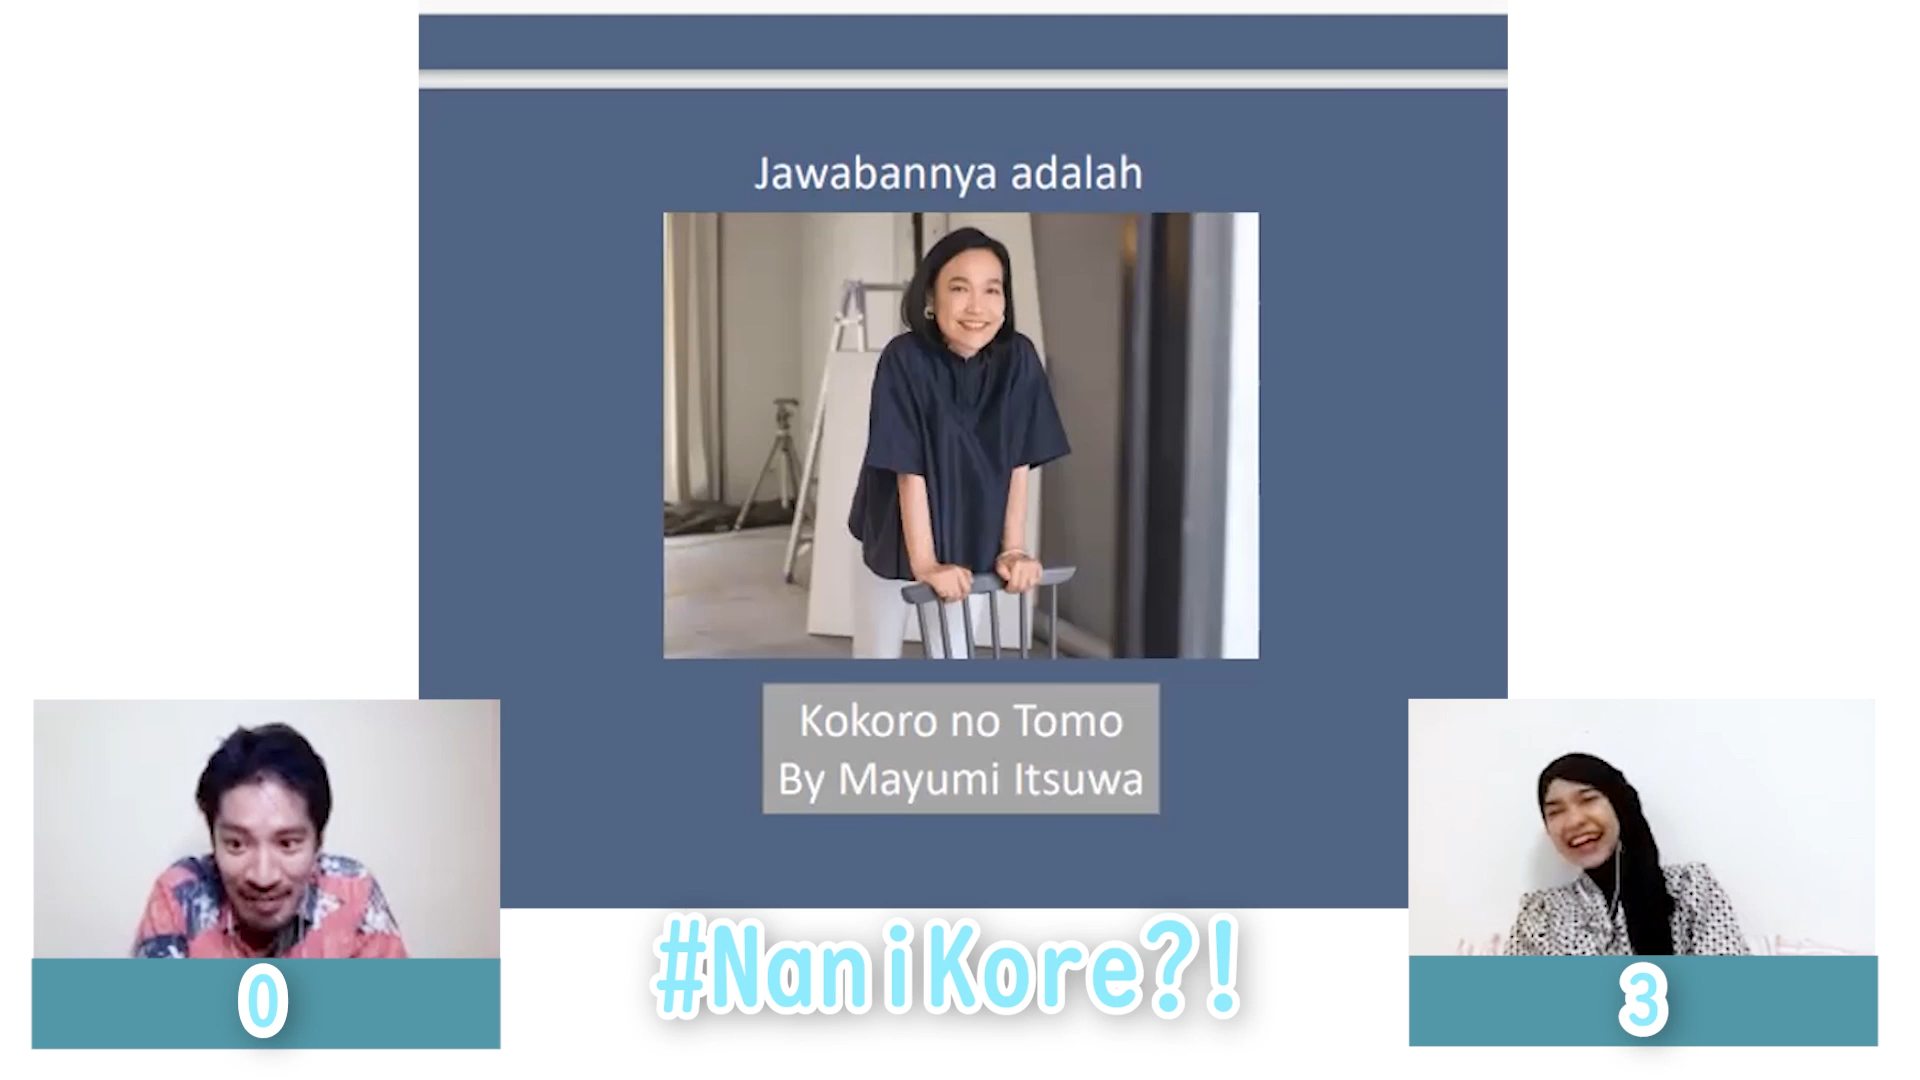 Jawabannya adalah
Kokoro no Tomo
By Mayumi Itsuwa
#NaniKore?!
0
3